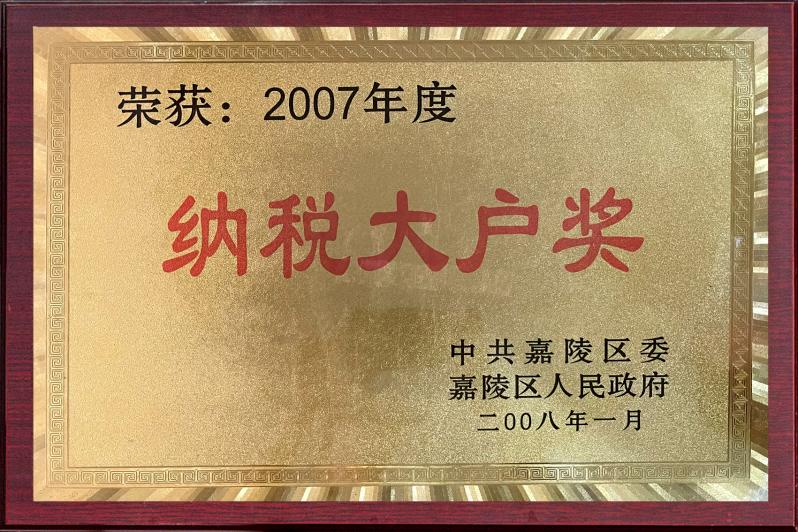 荣获：2007年度
纳税大户奖
中共嘉陵区委
嘉陵区人民政府
二00八年一月